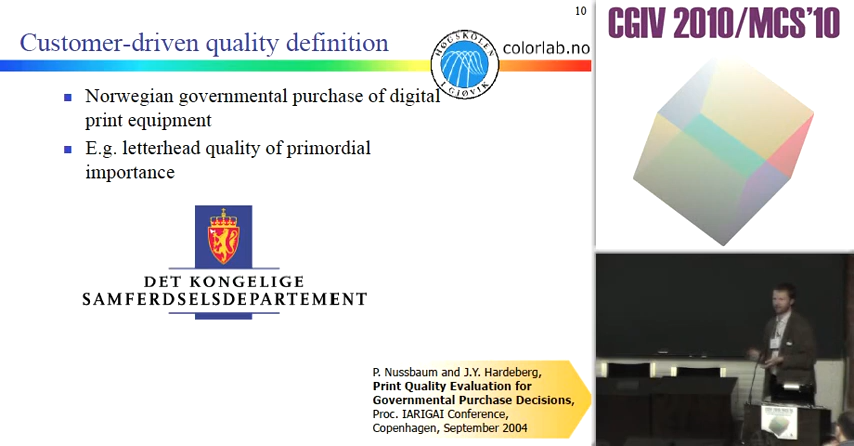 10
Customer-driven quality definition
HØGSKOLEN
I GJØVIK
colorlab.no
Norwegian governmental purchase of digital
print equipment
E.g. letterhead quality of primordial
importance
DET KONGELIGE
SAMFERDSELSDEPARTEMENT
P. Nussbaum and J.Y. Hardeberg,
Print Quality Evaluation for
Governmental Purchase Decisions,
Proc. IARIGAI Conference,
Copenhagen, September 2004
CGIV 2010/MCS'10